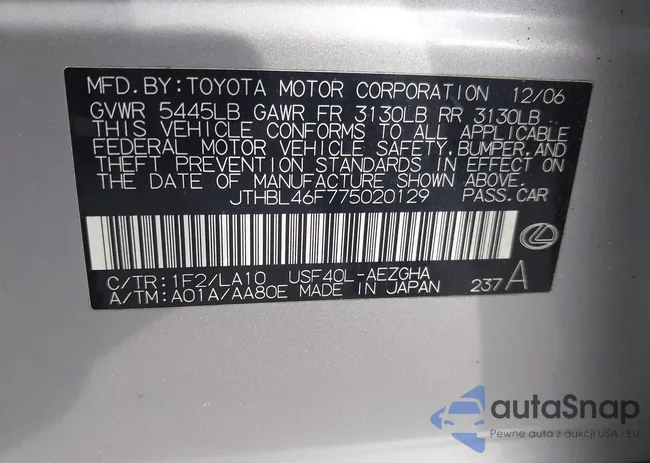 MFD. BY: TOYOTA MOTOR CORPORATION 12/06
GVWR 5445LB GAWR FR 3130LB RR 3130LB
THIS VEHICLE CONFORMS TO ALL APPLICABLE
FEDERAL MOTOR VEHICLE SAFETY, BUMPER, AND
THEFT PREVENTION STANDARDS IN EFFECT ON
THE DATE OF MANUFACTURE SHOWN ABOVE.
JTHBL46F775020129 PASS. CAR
C/TR: 1F2/LA10 USF40L-AEZGHA
A/TM: A01A/AA80E MADE IN JAPAN 237 A
autaSnap
Pewne auta z aukcji USA - EU